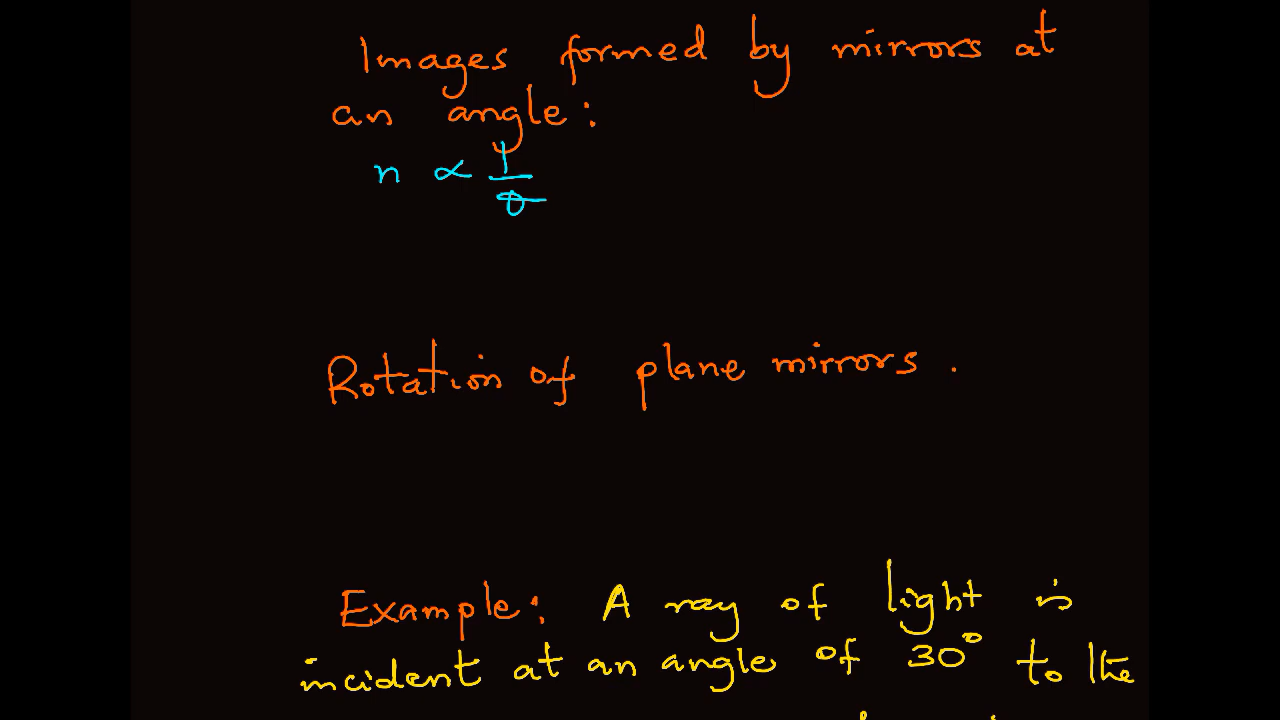 Images formed by mirrors at
an angle:
n ∝ 1/θ
Rotation of plane mirrors.
Example: A ray of light is
incident at an angle of 30° to the